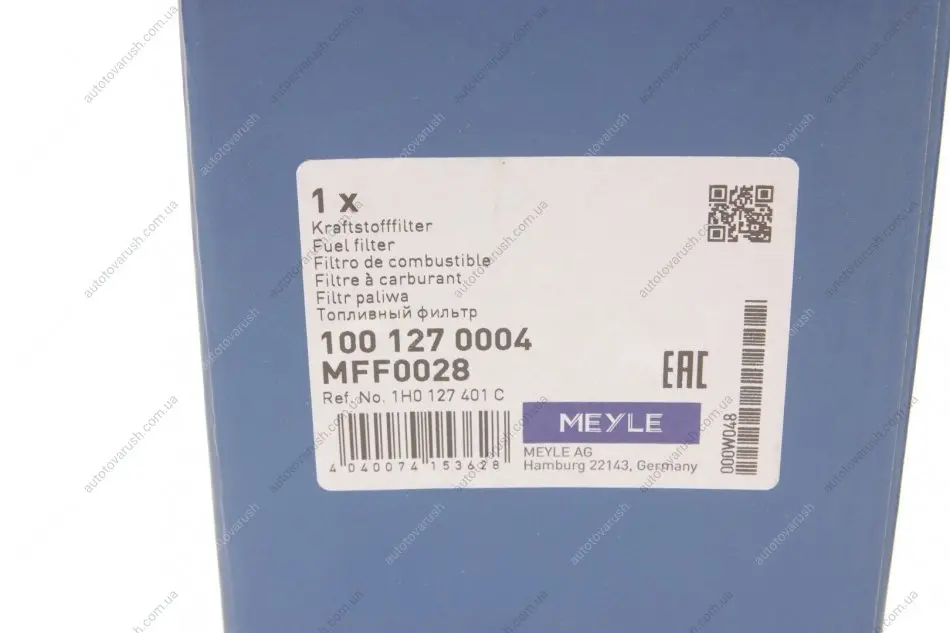 1 x
Kraftstofffilter
Fuel filter
Filtro de combustible
Filtre à carburant
Filtr paliwa
Топливный фильтр
100 127 0004
MFF0028
Ref. No. 1H0 127 401 C
EAC
MEYLE
MEYLE AG
Hamburg 22143, Germany
4 040074 153628
000W048
autotovarush.com.ua